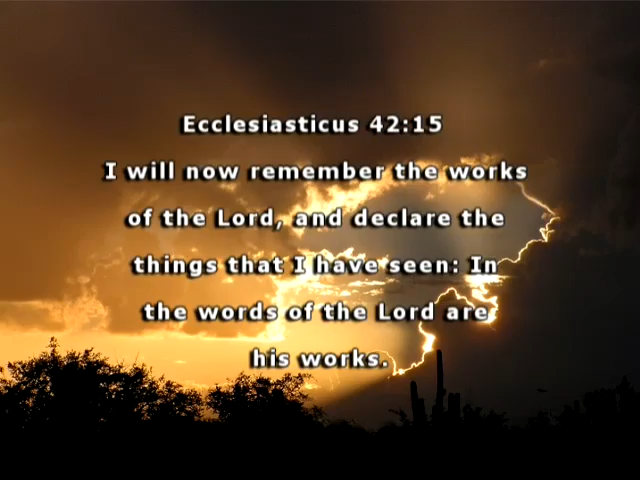 Ecclesiasticus 42:15
I will now remember the works
of the Lord, and declare the
things that I have seen: In
the words of the Lord are
his works.